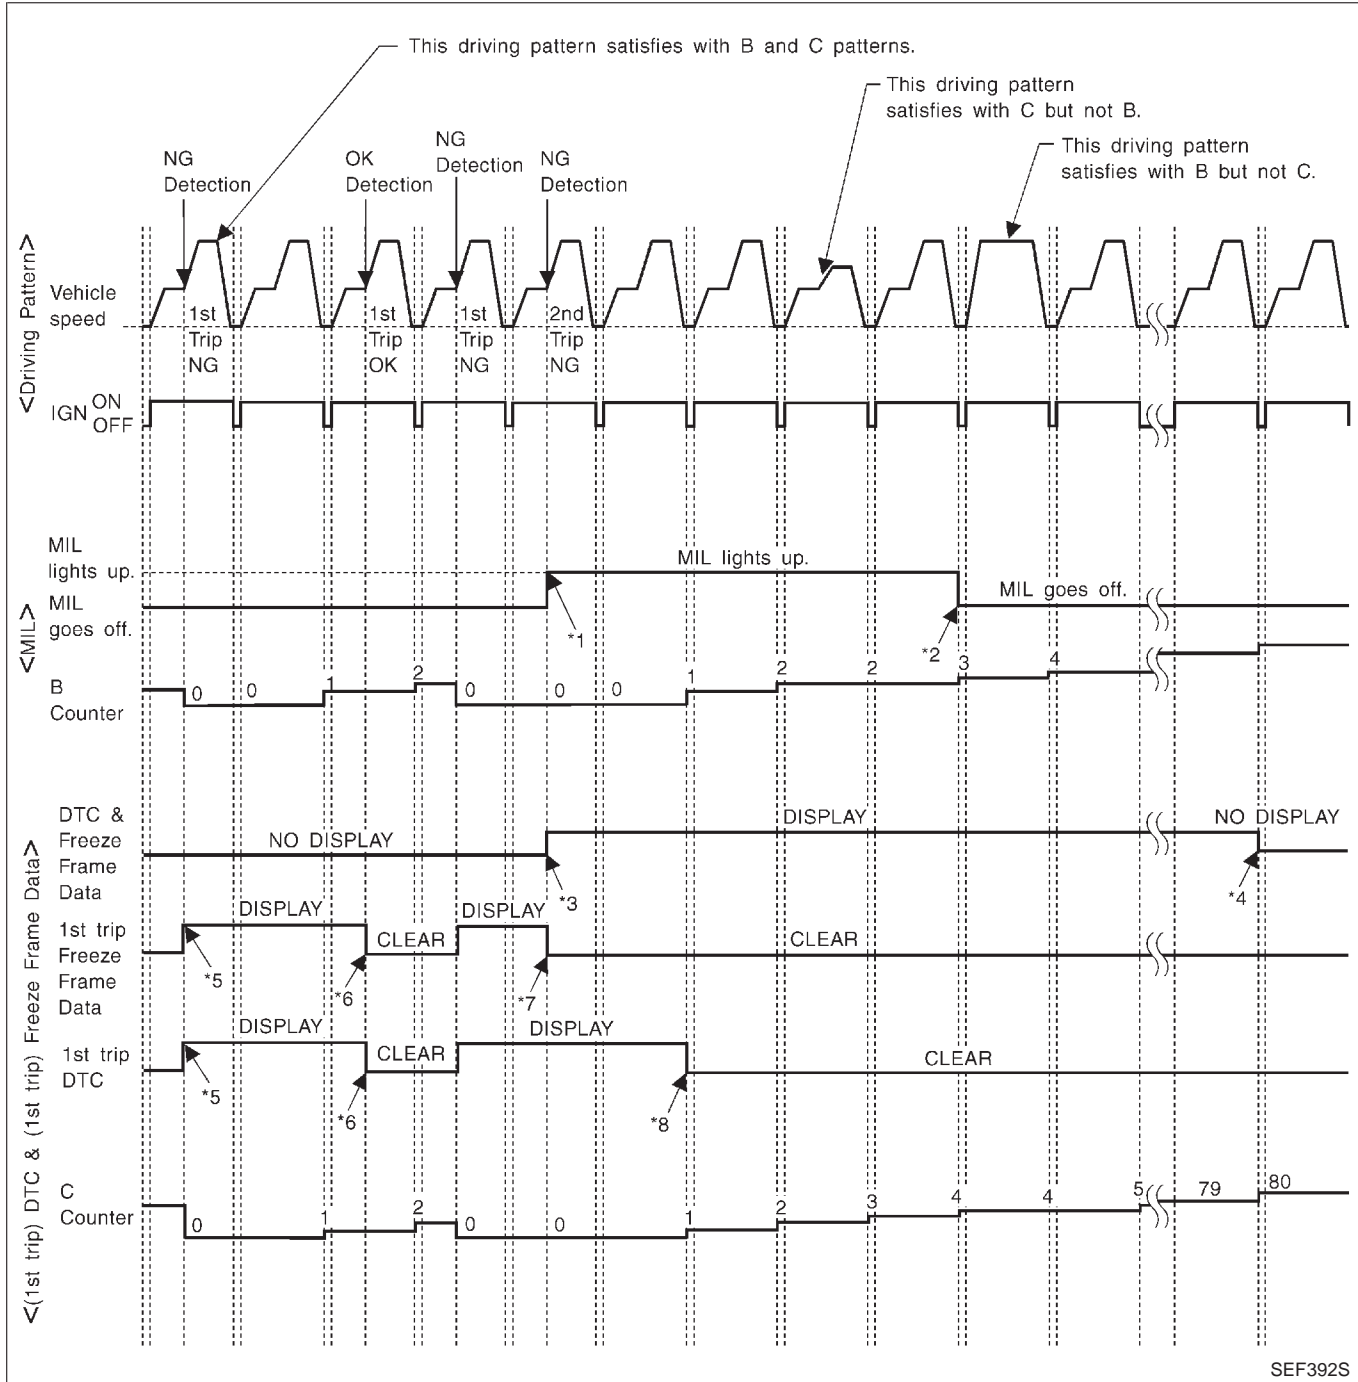 This driving pattern satisfies with B and C patterns.
This driving pattern
satisfies with C but not B.
This driving pattern
satisfies with B but not C.
NG
Detection
OK
Detection
NG
Detection
NG
Detection
<Driving Pattern>
Vehicle
speed
1st
Trip
NG
1st
Trip
OK
1st
Trip
NG
2nd
Trip
NG
IGN ON
OFF
<MIL>
MIL
lights up.
MIL
goes off.
MIL lights up.
MIL goes off.
*1
*2
B
Counter
0 0 1 2 0 0 0 1 2 2 3 4
<(1st trip) DTC & (1st trip) Freeze Frame Data>
DTC &
Freeze
Frame
Data
NO DISPLAY
DISPLAY
NO DISPLAY
*3
*4
1st trip
Freeze
Frame
Data
DISPLAY
CLEAR
DISPLAY
CLEAR
*5
*6
*7
1st trip
DTC
DISPLAY
CLEAR
DISPLAY
CLEAR
*5
*6
*8
C
Counter
0 1 2 0 0 1 2 3 4 4 5 79 80
SEF392S